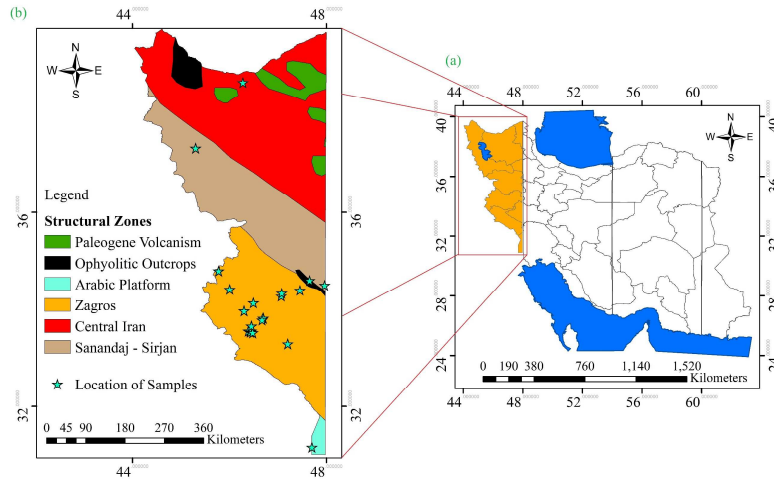 (b)
44
48
N
W E
S
36
36
Legend
Structural Zones
Paleogene Volcanism
Ophyolitic Outcrops
Arabic Platform
Zagros
Central Iran
Sanandaj - Sirjan
Location of Samples
32
32
0 45 90 180 270 360
Kilometers
44
48
(a)
44 48 52 56 60
40
40
N
W E
S
36
36
32
32
28
28
24
24
0 190 380 760 1,140 1,520
Kilometers
44 48 52 56 60